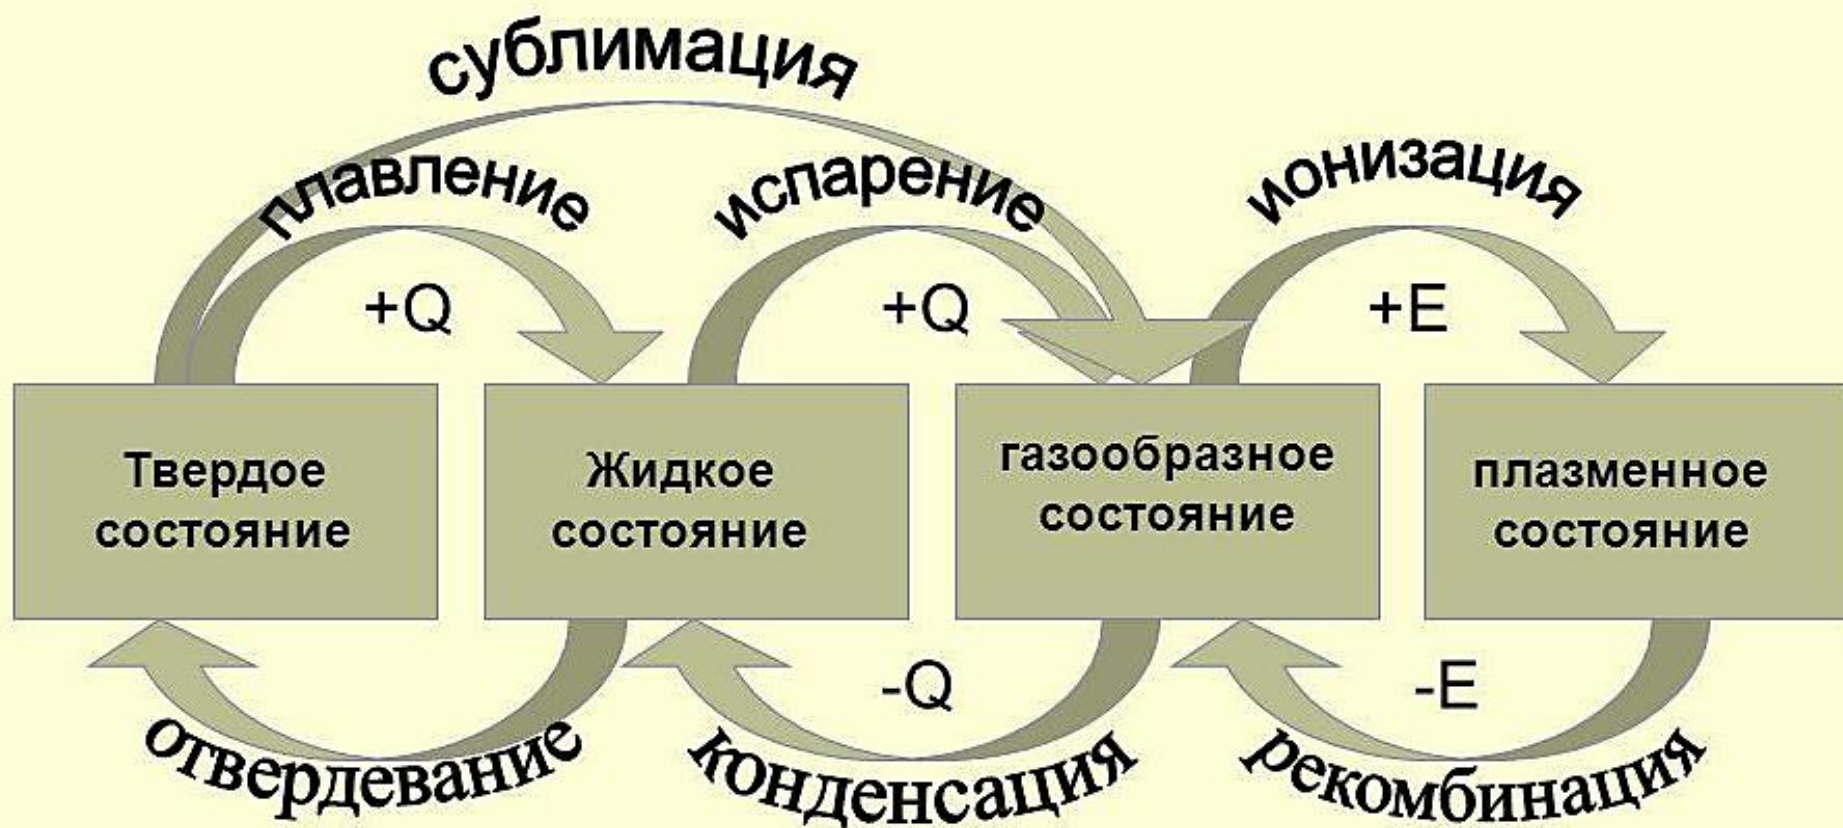 сублимация
плавление
испарение
ионизация
+Q
+Q
+E
Твердое
состояние
Жидкое
состояние
газообразное
состояние
плазменное
состояние
-Q
-E
отвердевание
конденсация
рекомбинация